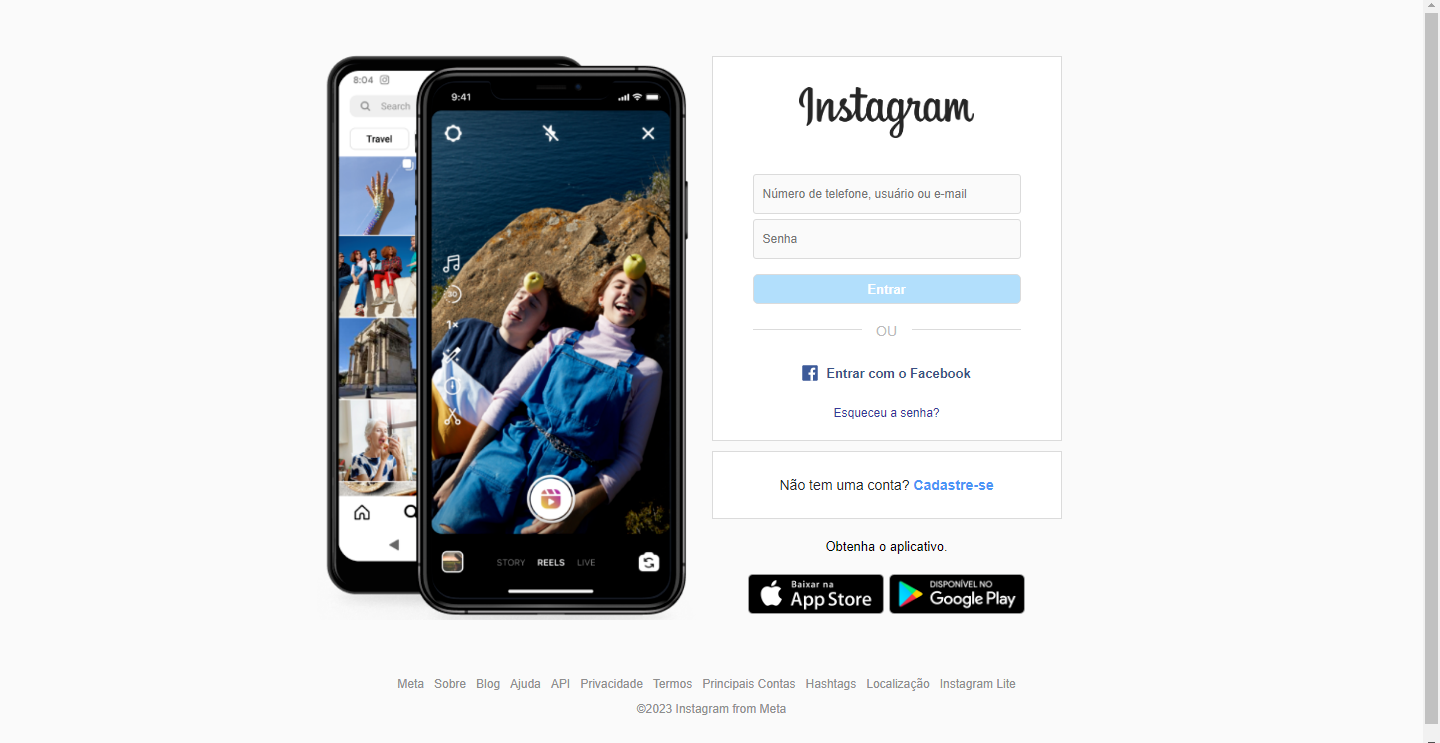 8:04
Search
Travel
9:41
30
1×
STORY REELS LIVE
Instagram
Número de telefone, usuário ou e-mail
Senha
Entrar
OU
Entrar com o Facebook
Esqueceu a senha?
Não tem uma conta? Cadastre-se
Obtenha o aplicativo.
Baixar na
App Store
DISPONÍVEL NO
Google Play
Meta Sobre Blog Ajuda API Privacidade Termos Principais Contas Hashtags Localização Instagram Lite
©2023 Instagram from Meta